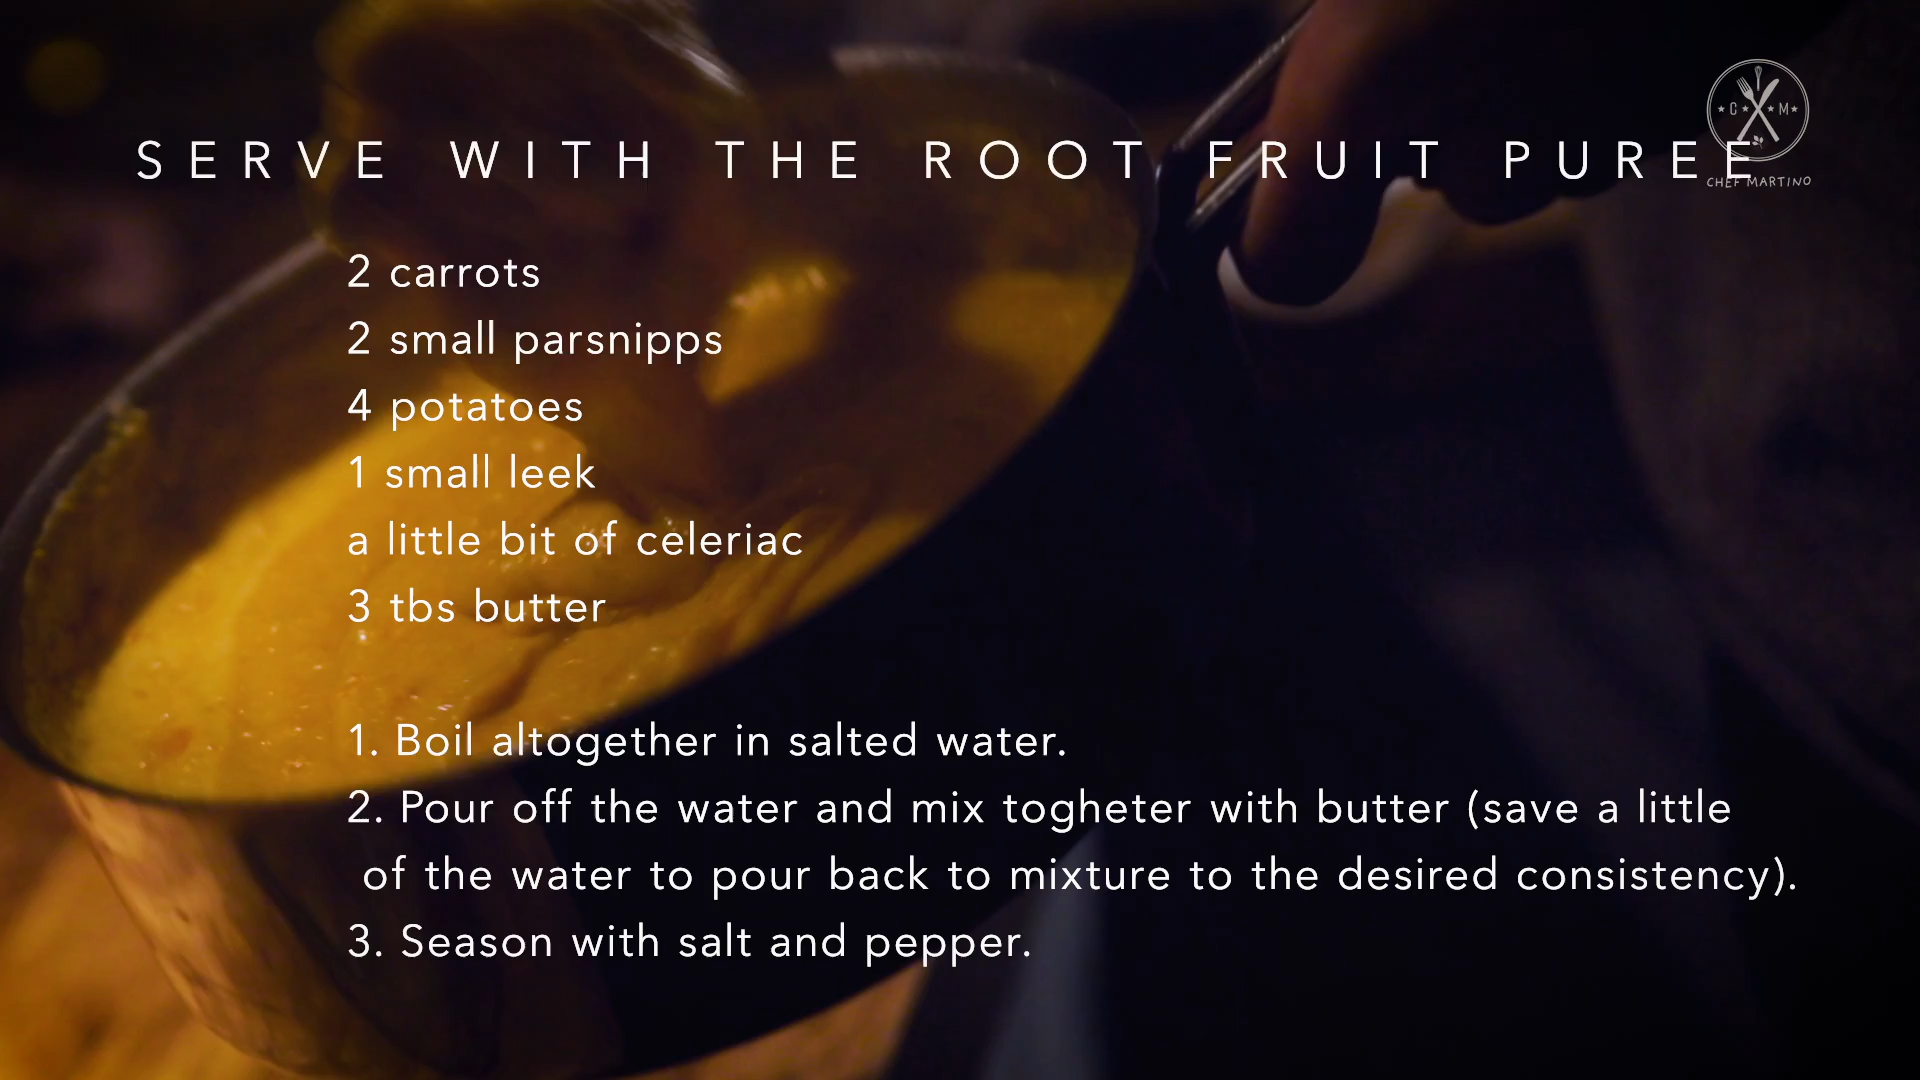 C M
SERVE WITH THE ROOT FRUIT PUREE
CHEF MARTINO
2 carrots
2 small parsnipps
4 potatoes
1 small leek
a little bit of celeriac
3 tbs butter
1. Boil altogether in salted water.
2. Pour off the water and mix togheter with butter (save a little
of the water to pour back to mixture to the desired consistency).
3. Season with salt and pepper.